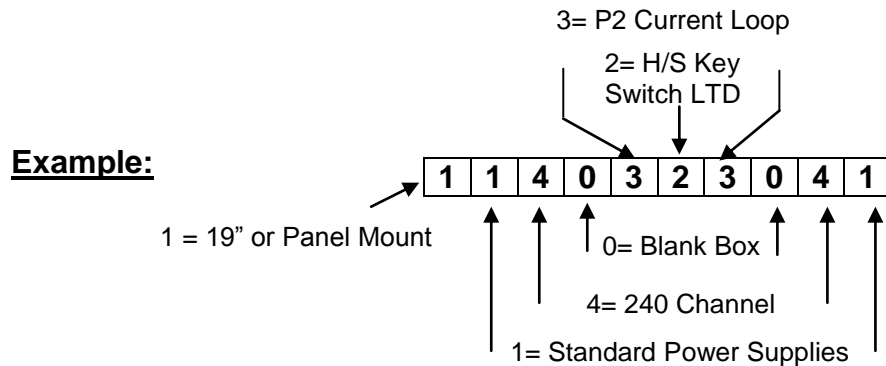 3= P2 Current Loop
2= H/S Key
Switch LTD
Example:
1 1 4 0 3 2 3 0 4 1
1 = 19” or Panel Mount
0= Blank Box
4= 240 Channel
1= Standard Power Supplies